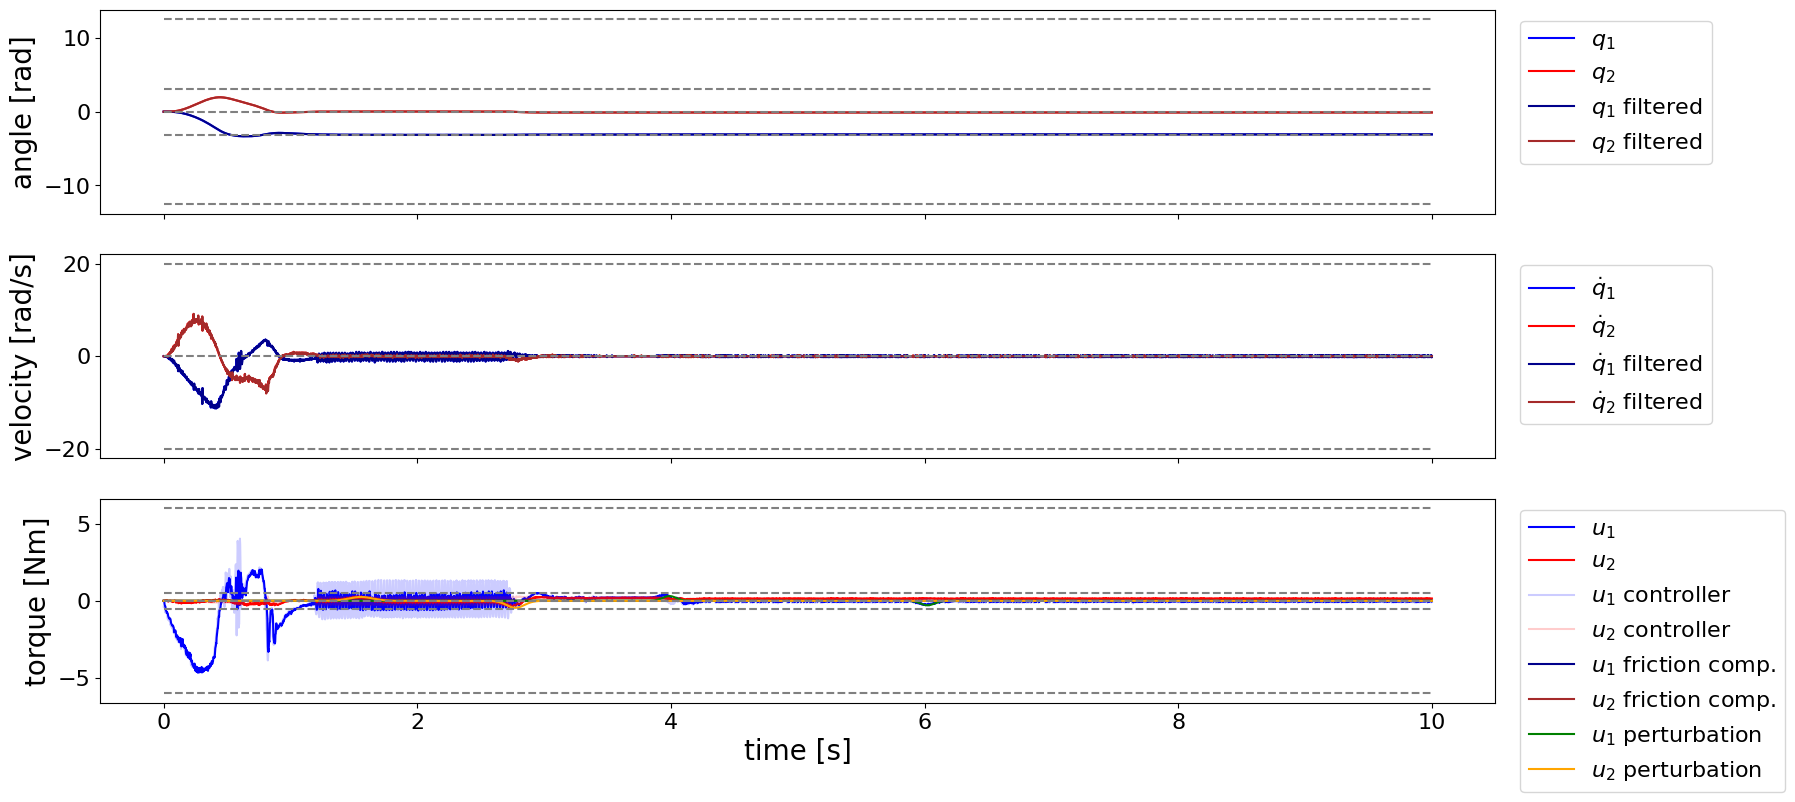 angle [rad]
10
0
−10
q₁
q₂
q₁ filtered
q₂ filtered
velocity [rad/s]
20
0
−20
q̇₁
q̇₂
q̇₁ filtered
q̇₂ filtered
torque [Nm]
5
0
−5
0 2 4 6 8 10
time [s]
u₁
u₂
u₁ controller
u₂ controller
u₁ friction comp.
u₂ friction comp.
u₁ perturbation
u₂ perturbation